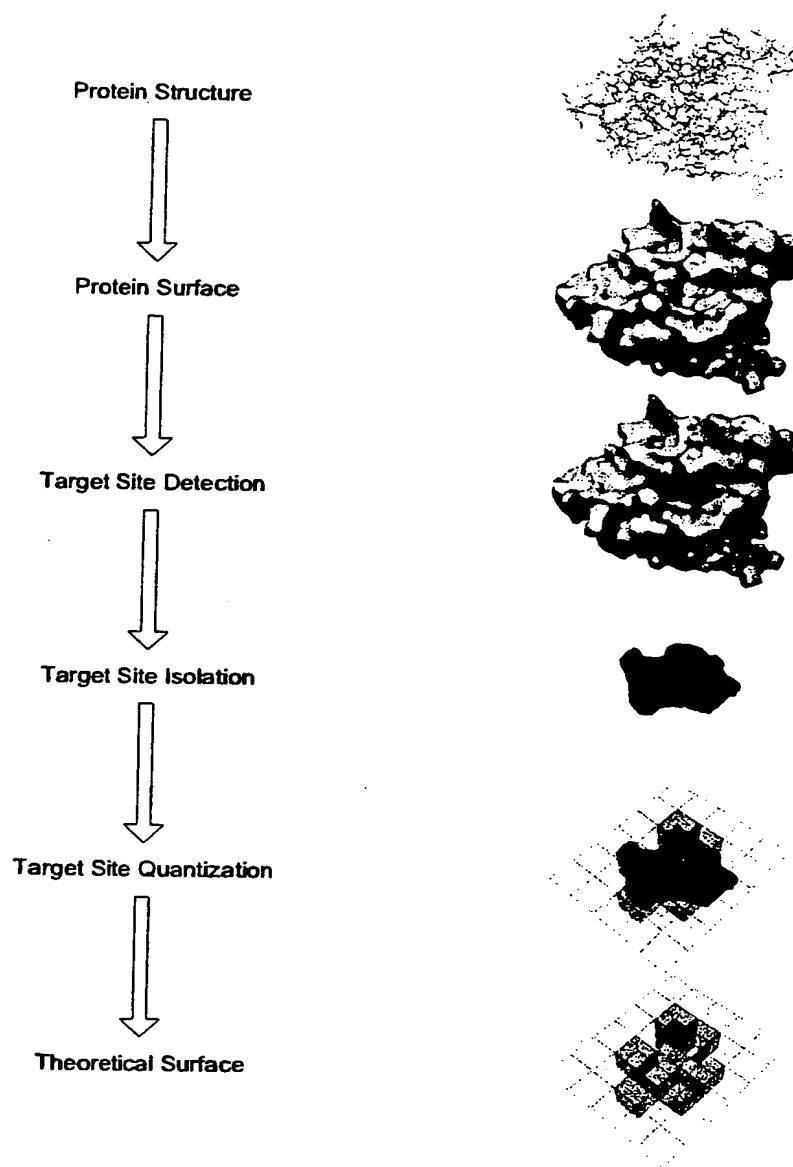 Protein Structure
Protein Surface
Target Site Detection
Target Site Isolation
Target Site Quantization
Theoretical Surface